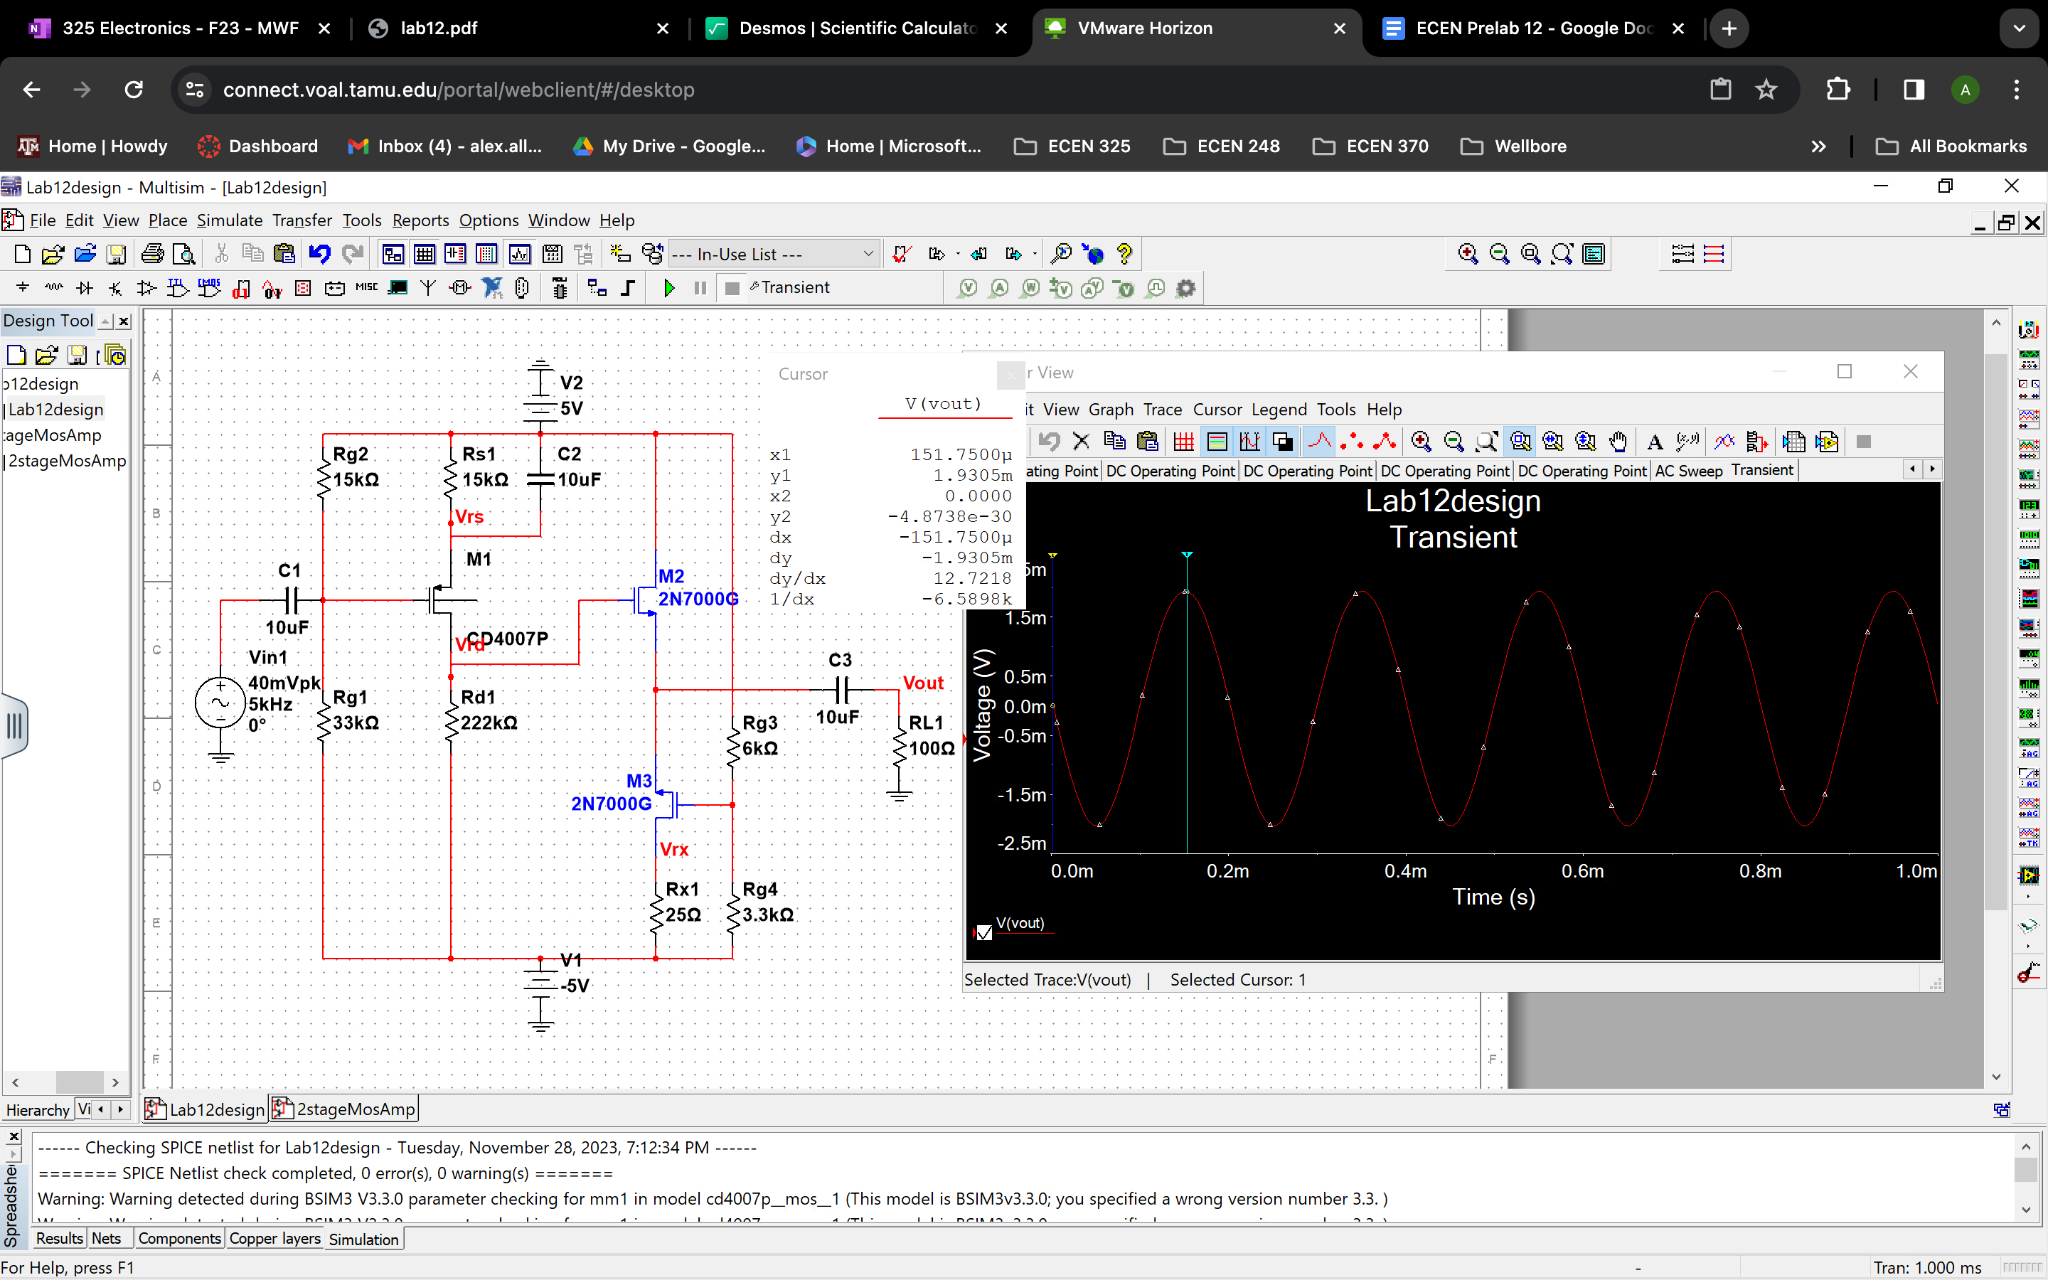 325 Electronics - F23 - MWF
lab12.pdf
Desmos | Scientific Calculato
VMware Horizon
ECEN Prelab 12 - Google Doc
connect.voal.tamu.edu/portal/webclient/#/desktop
A
Home | Howdy
Dashboard
Inbox (4) - alex.all...
My Drive - Google...
Home | Microsoft...
ECEN 325
ECEN 248
ECEN 370
Wellbore
All Bookmarks
Lab12design - Multisim - [Lab12design]
File Edit View Place Simulate Transfer Tools Reports Options Window Help
--- In-Use List ---
MISC
Transient
Design Tool
Lab12design
tageMosAmp
2stageMosAmp
A
B
C
D
E
F
V2
5V
Rg2
15kΩ
Rs1
15kΩ
C2
10uF
Vrs
M1
C1
10uF
M2
2N7000G
CD4007P
Vrd
Vin1
40mVpk
5kHz
0°
Rg1
33kΩ
Rd1
222kΩ
C3
10uF
Vout
Rg3
6kΩ
RL1
100Ω
M3
2N7000G
Vrx
Rx1
25Ω
Rg4
3.3kΩ
V1
-5V
F
Cursor
V(vout)
x1 151.7500µ
y1 1.9305m
x2 0.0000
y2 -4.8738e-30
dx -151.7500µ
dy -1.9305m
dy/dx 12.7218
1/dx -6.5898k
r View
it View Graph Trace Cursor Legend Tools Help
ating Point DC Operating Point DC Operating Point DC Operating Point DC Operating Point AC Sweep Transient
Lab12design
Transient
5m
1.5m
0.5m
0.0m
-0.5m
-1.5m
-2.5m
Voltage (V)
0.0m 0.2m 0.4m 0.6m 0.8m 1.0m
Time (s)
V(vout)
Selected Trace:V(vout) | Selected Cursor: 1
Hierarchy Vi
Lab12design
2stageMosAmp
------ Checking SPICE netlist for Lab12design - Tuesday, November 28, 2023, 7:12:34 PM ------
======= SPICE Netlist check completed, 0 error(s), 0 warning(s) =======
Warning: Warning detected during BSIM3 V3.3.0 parameter checking for mm1 in model cd4007p__mos__1 (This model is BSIM3v3.3.0; you specified a wrong version number 3.3. )
Spreadshe
Results Nets Components Copper layers Simulation
For Help, press F1
-
Tran: 1.000 ms